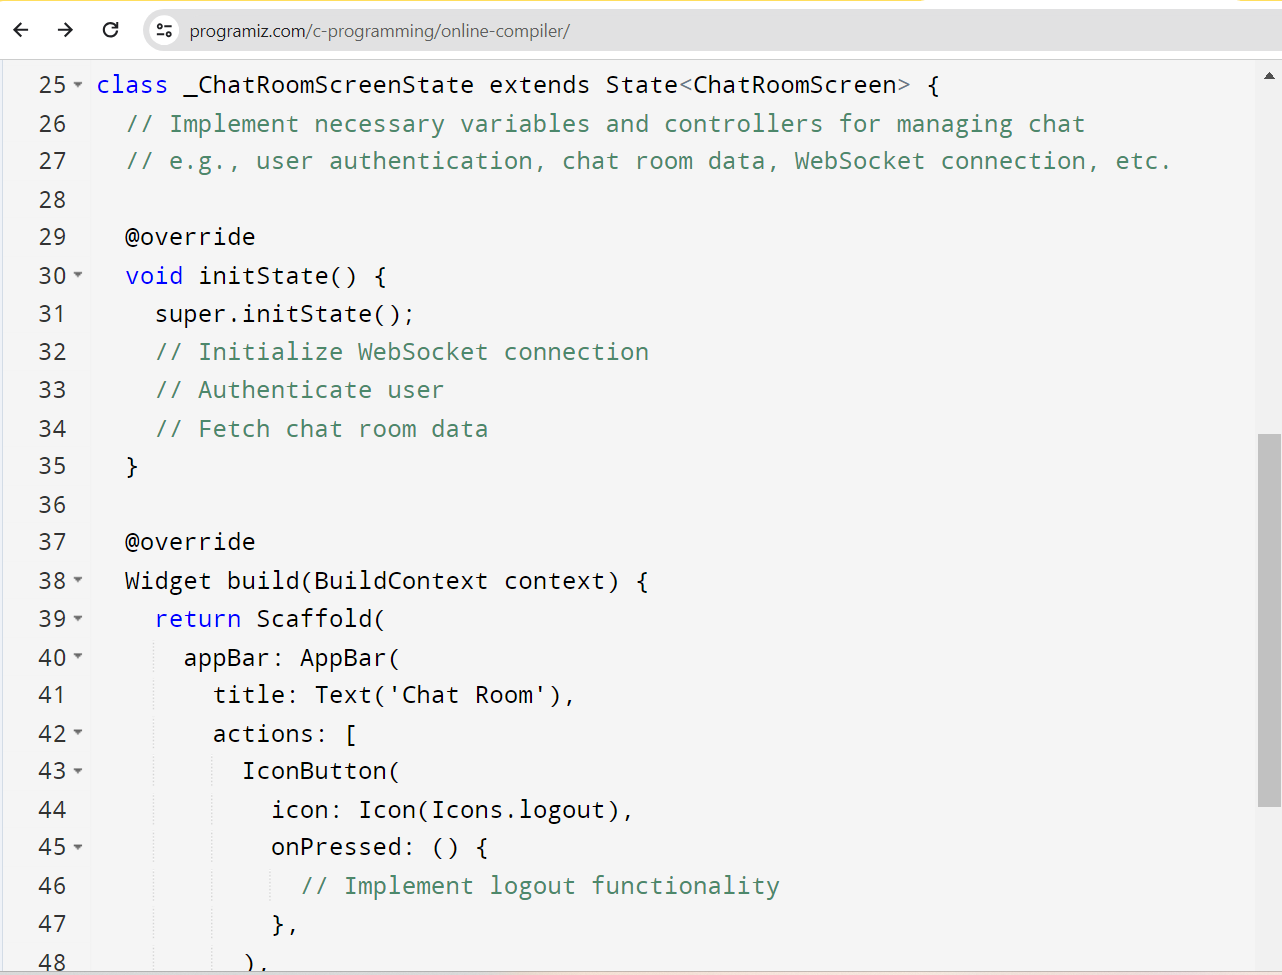 programiz.com/c-programming/online-compiler/
25 class _ChatRoomScreenState extends State<ChatRoomScreen> {
26 // Implement necessary variables and controllers for managing chat
27 // e.g., user authentication, chat room data, WebSocket connection, etc.
28
29 @override
30 void initState() {
31 super.initState();
32 // Initialize WebSocket connection
33 // Authenticate user
34 // Fetch chat room data
35 }
36
37 @override
38 Widget build(BuildContext context) {
39 return Scaffold(
40 appBar: AppBar(
41 title: Text('Chat Room'),
42 actions: [
43 IconButton(
44 icon: Icon(Icons.logout),
45 onPressed: () {
46 // Implement logout functionality
47 },
48 ),